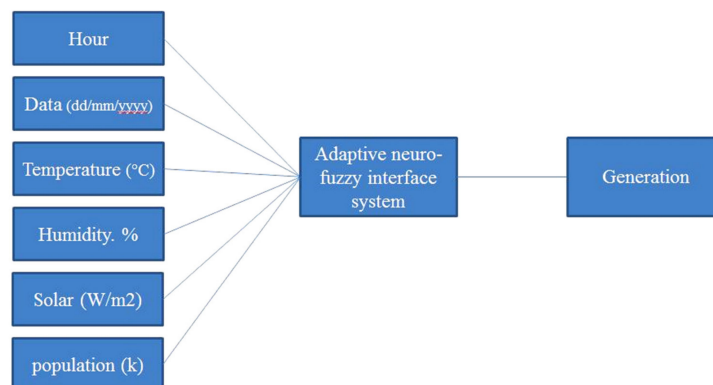 Hour
Data (dd/mm/yyyy)
Temperature (°C)
Humidity. %
Solar (W/m2)
population (k)
Adaptive neuro-
fuzzy interface
system
Generation